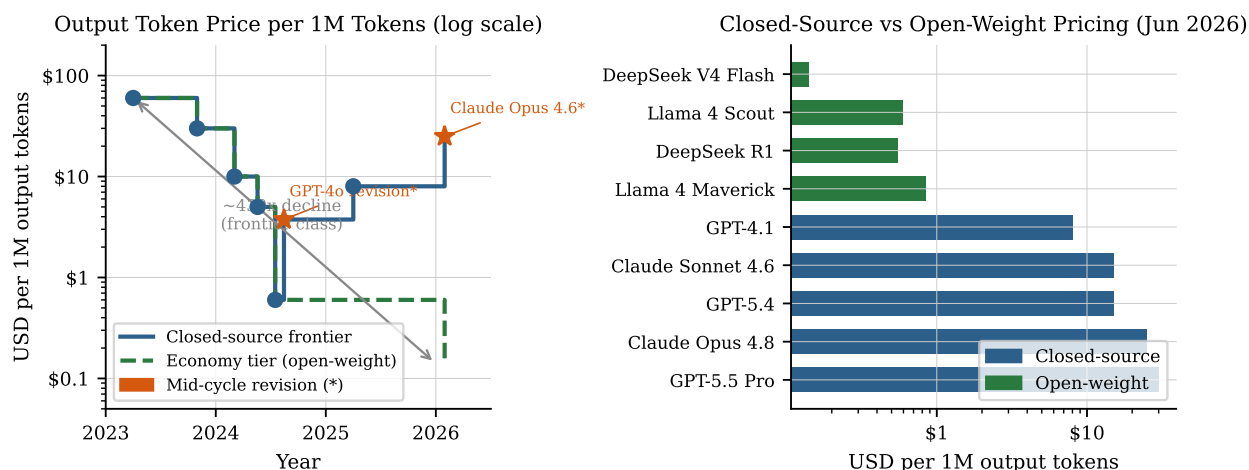 Output Token Price per 1M Tokens (log scale)
USD per 1M output tokens
$100
$10
$1
$0.1
Claude Opus 4.6*
GPT-4o revision*
decline
(frontier class)
Closed-source frontier
Economy tier (open-weight)
Mid-cycle revision (*)
2023
2024
2025
2026
Year
Closed-Source vs Open-Weight Pricing (Jun 2026)
DeepSeek V4 Flash
Llama 4 Scout
DeepSeek R1
Llama 4 Maverick
GPT-4.1
Claude Sonnet 4.6
GPT-5.4
Claude Opus 4.8
GPT-5.5 Pro
Closed-source
Open-weight
$1
$10
USD per 1M output tokens